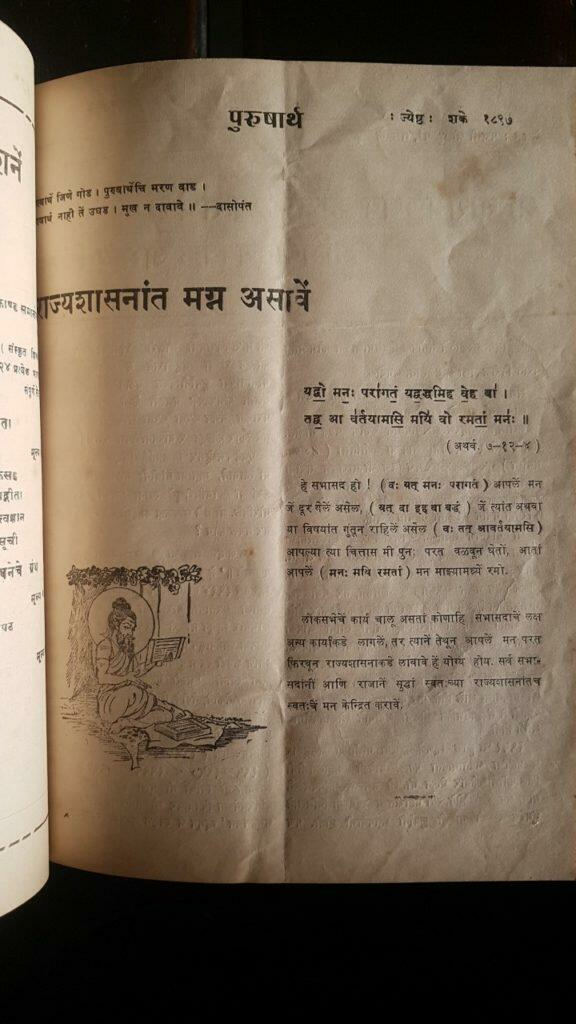 पुरुषार्थ : ज्येष्ठ : शके १८९७
जिणे गोड । पुरुषार्थेंचि मरण वाड ।
नाही तें उघड । मुख न दावावे ॥ —दासोपंत
राज्यशासनांत मग्न असावें
यद्वो॒ मनः॒ परा॑गतं॒ यद्व॒द्धमि॒ह वे॒ह वा॑ ।
तद्व॒ आ व॑र्तयामसि॒ मयि॑ वो रमतां॒ मनः॑ ॥
( अथर्व. ७–१२–४ )
हे सभासद हो ! ( वः यत् मनः परागतं ) आपलें मन
जें दूर गेलें असेल, ( यत् वा इह वा बद्धं ) जें त्यांत अथवा
या विषयांत गुंतून राहिलें असेल ( वः तत् आवर्तयामसि )
आपल्या त्या चित्तास मी पुनः परत वळवून घेतों, आतां
आपलें ( मनः मयि रमतां ) मन माझ्यामध्यें रमो.
लोकसभेचें कार्य चालू असतां कोणाहि सभासदाचें लक्ष
अन्य कार्याकडे लागलें, तर त्यानें तेथून आपलें मन परत
फिरवून राज्यशासनाकडे लावावे हें योग्य होय. सर्व सभा-
सदांनीं आणि राजानें सुद्धां स्वतःच्या राज्यशासनांतच
स्वतःचें मन केन्द्रित करावें.